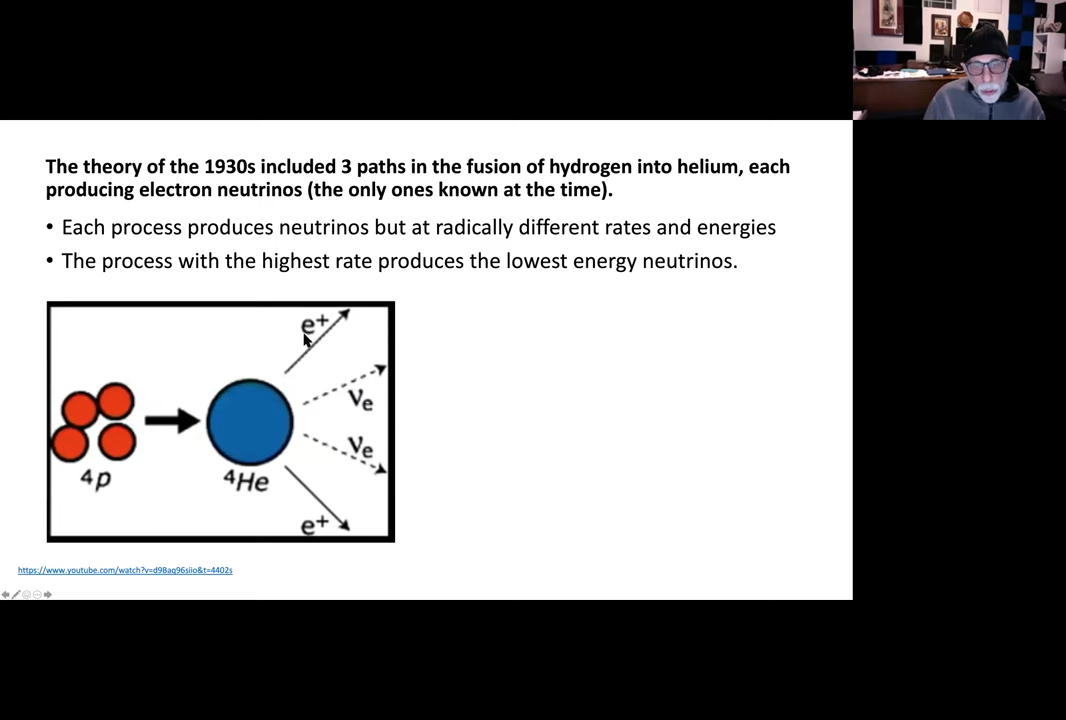 The theory of the 1930s included 3 paths in the fusion of hydrogen into helium, each
producing electron neutrinos (the only ones known at the time).
• Each process produces neutrinos but at radically different rates and energies
• The process with the highest rate produces the lowest energy neutrinos.
e⁺
νe
νe
4p
⁴He
e⁺
https://www.youtube.com/watch?v=d9Baq96siio&t=4402s